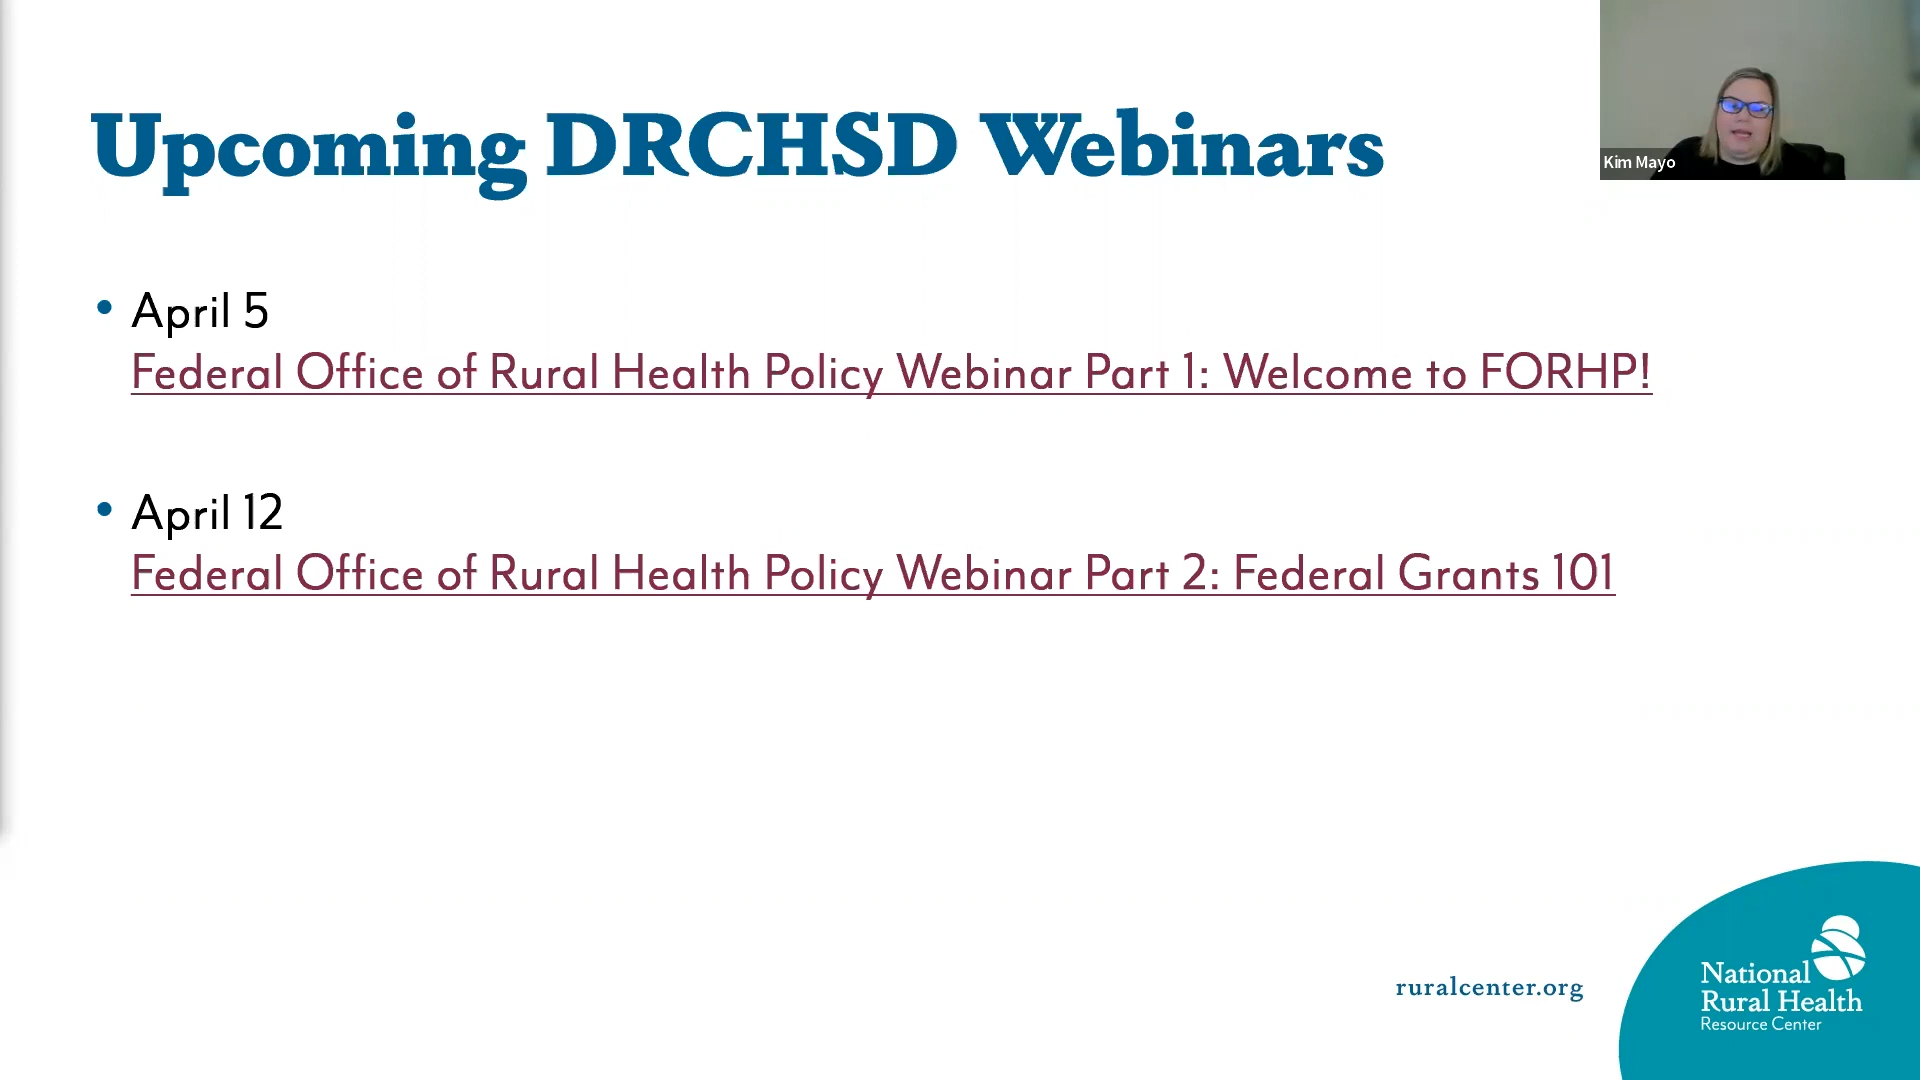 Upcoming DRCHSD Webinars
Kim Mayo
• April 5
Federal Office of Rural Health Policy Webinar Part 1: Welcome to FORHP!
• April 12
Federal Office of Rural Health Policy Webinar Part 2: Federal Grants 101
ruralcenter.org
National
Rural Health
Resource Center